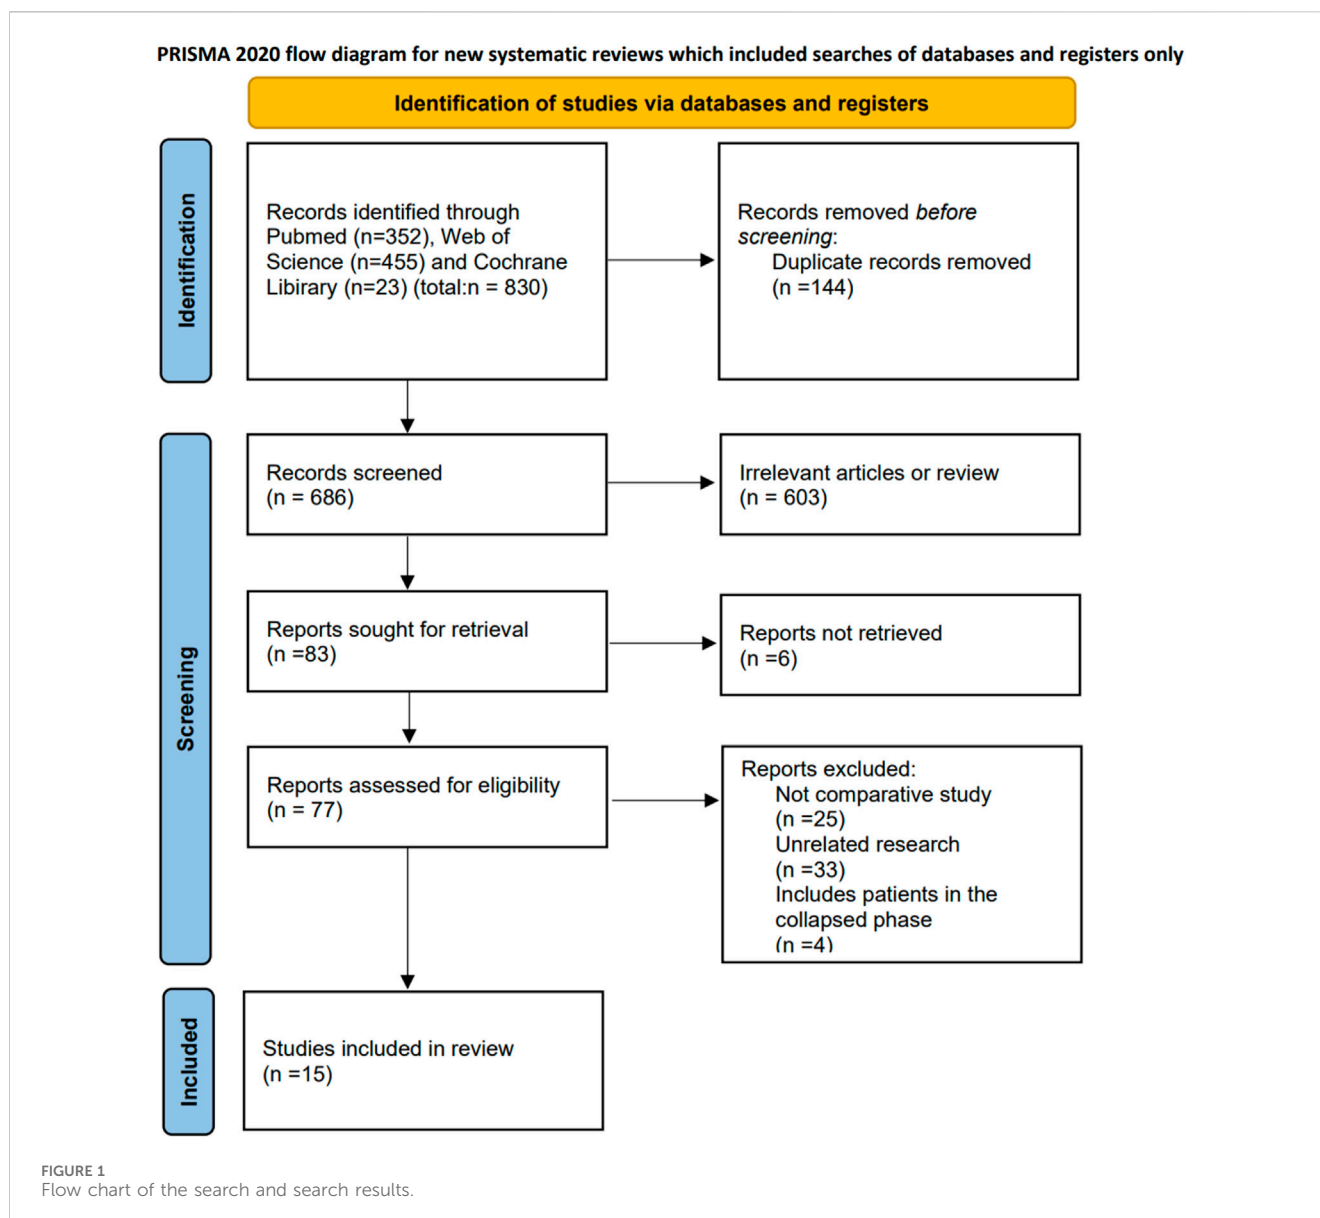 PRISMA 2020 flow diagram for new systematic reviews which included searches of databases and registers only
Identification of studies via databases and registers
Identification
Records identified through
Pubmed (n=352), Web of
Science (n=455) and Cochrane
Libirary (n=23) (total:n = 830)
Records removed before
screening:
Duplicate records removed
(n =144)
Screening
Records screened
(n = 686)
Irrelevant articles or review
(n = 603)
Reports sought for retrieval
(n =83)
Reports not retrieved
(n =6)
Reports assessed for eligibility
(n = 77)
Reports excluded:
Not comparative study
(n =25)
Unrelated research
(n =33)
Includes patients in the
collapsed phase
(n =4)
Included
Studies included in review
(n =15)
FIGURE 1
Flow chart of the search and search results.